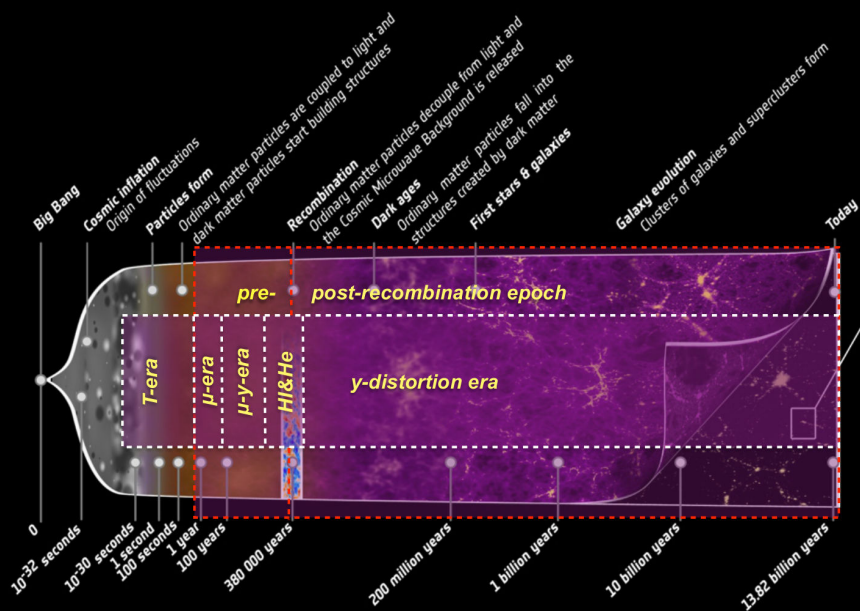 Big Bang
Cosmic inflation
Origin of fluctuations
Particles form
Ordinary matter particles are coupled to light and
dark matter particles start building structures
Recombination
Ordinary matter particles decouple from light and
the Cosmic Microwave Background is released
Dark ages
Ordinary matter particles fall into the
structures created by dark matter
First stars & galaxies
Galaxy evolution
Clusters of galaxies and superclusters form
Today
pre-
post-recombination epoch
T-era
μ-era
μ-y-era
HI&He
y-distortion era
0
10-32 seconds
10-30 seconds
1 second
100 seconds
1 year
100 years
380 000 years
200 million years
1 billion years
10 billion years
13.82 billion years